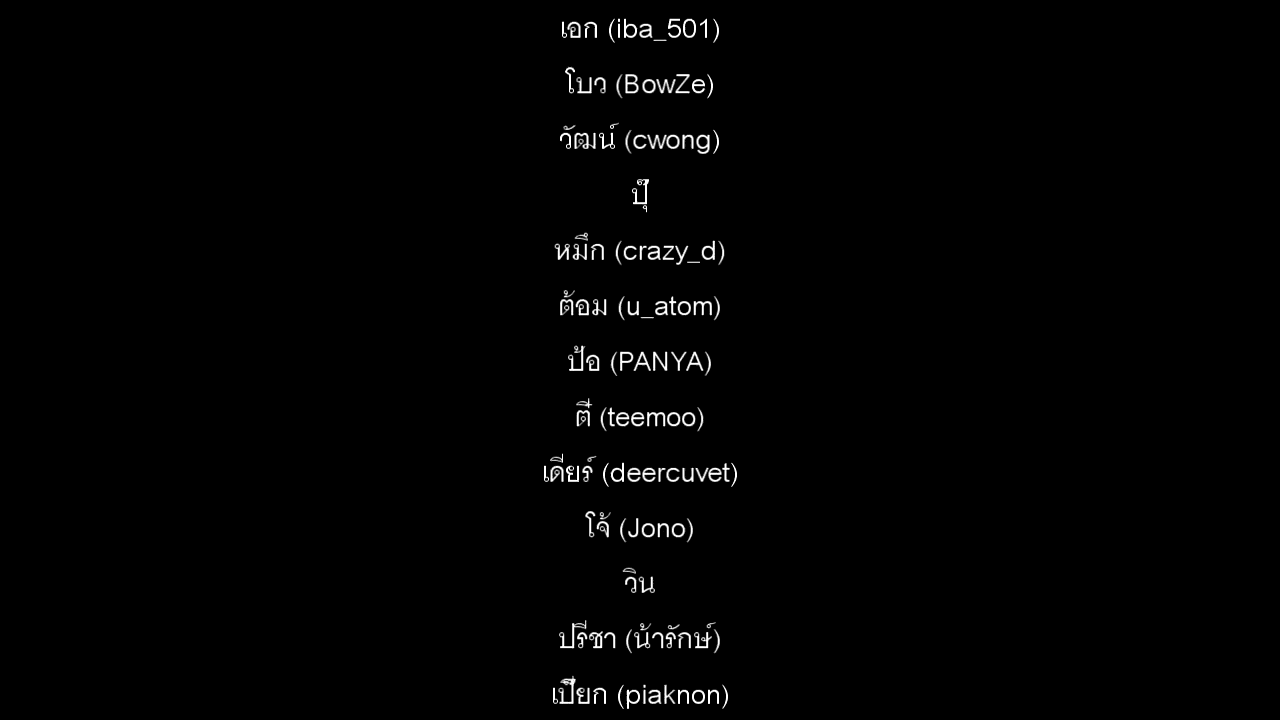 เอก (iba_501)
โบว (BowZe)
วัฒน์ (cwong)
ปุ๊
หมึก (crazy_d)
ต้อม (u_atom)
ป้อ (PANYA)
ตี๋ (teemoo)
เดียร์ (deercuvet)
โจ้ (Jono)
วิน
ปรีชา (น้ารักษ์)
เปี๊ยก (piaknon)